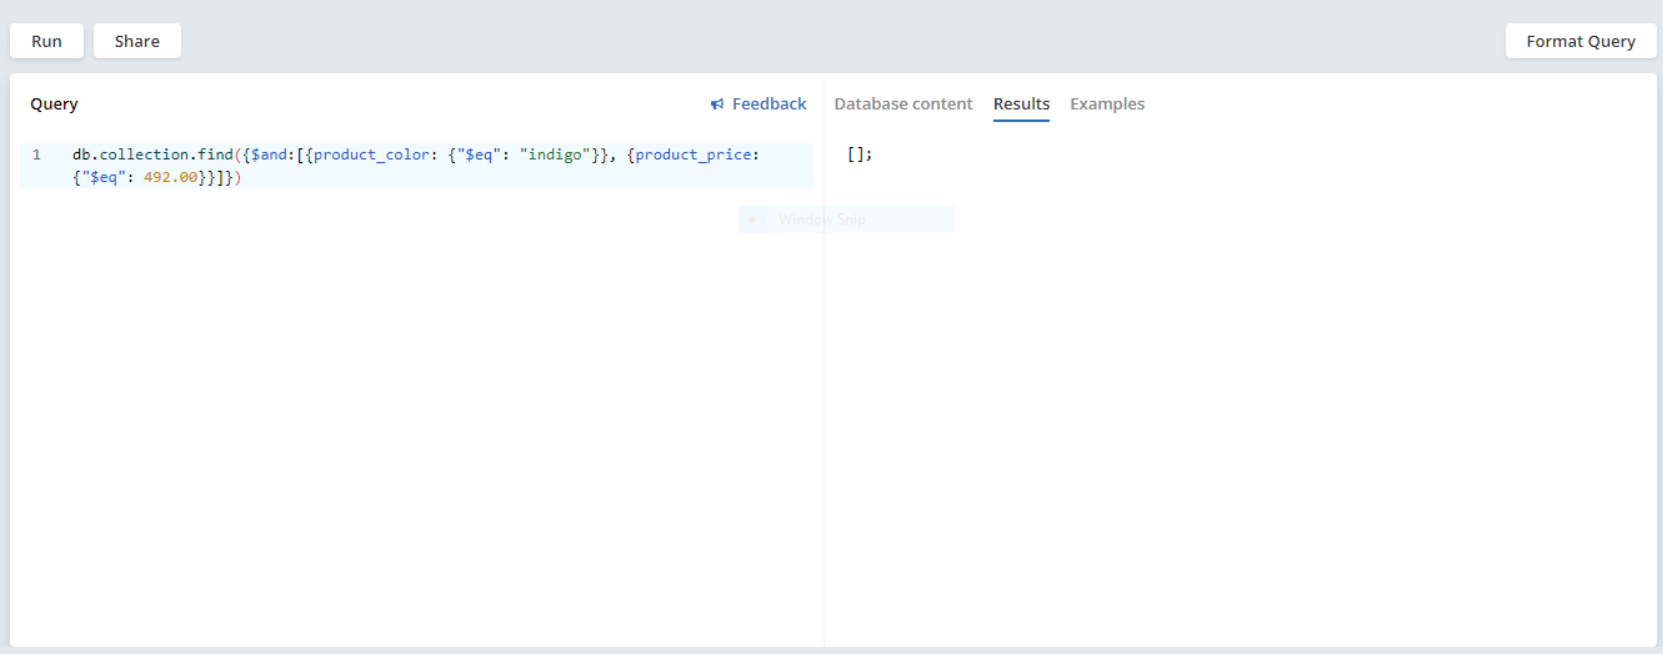 Run
Share
Format Query
Query
Feedback
Database content
Results
Examples
1
db.collection.find({$and:[{product_color: {"$eq": "indigo"}}, {product_price:
{"$eq": 492.00}}]})
[];
Window Snip